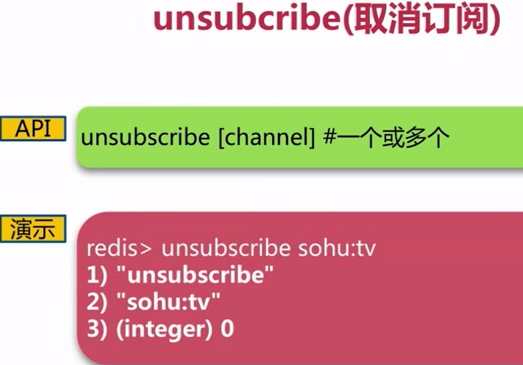 unsubcribe(取消订阅)
API
unsubscribe [channel] #一个或多个
演示
redis> unsubscribe sohu:tv
1) "unsubscribe"
2) "sohu:tv"
3) (integer) 0